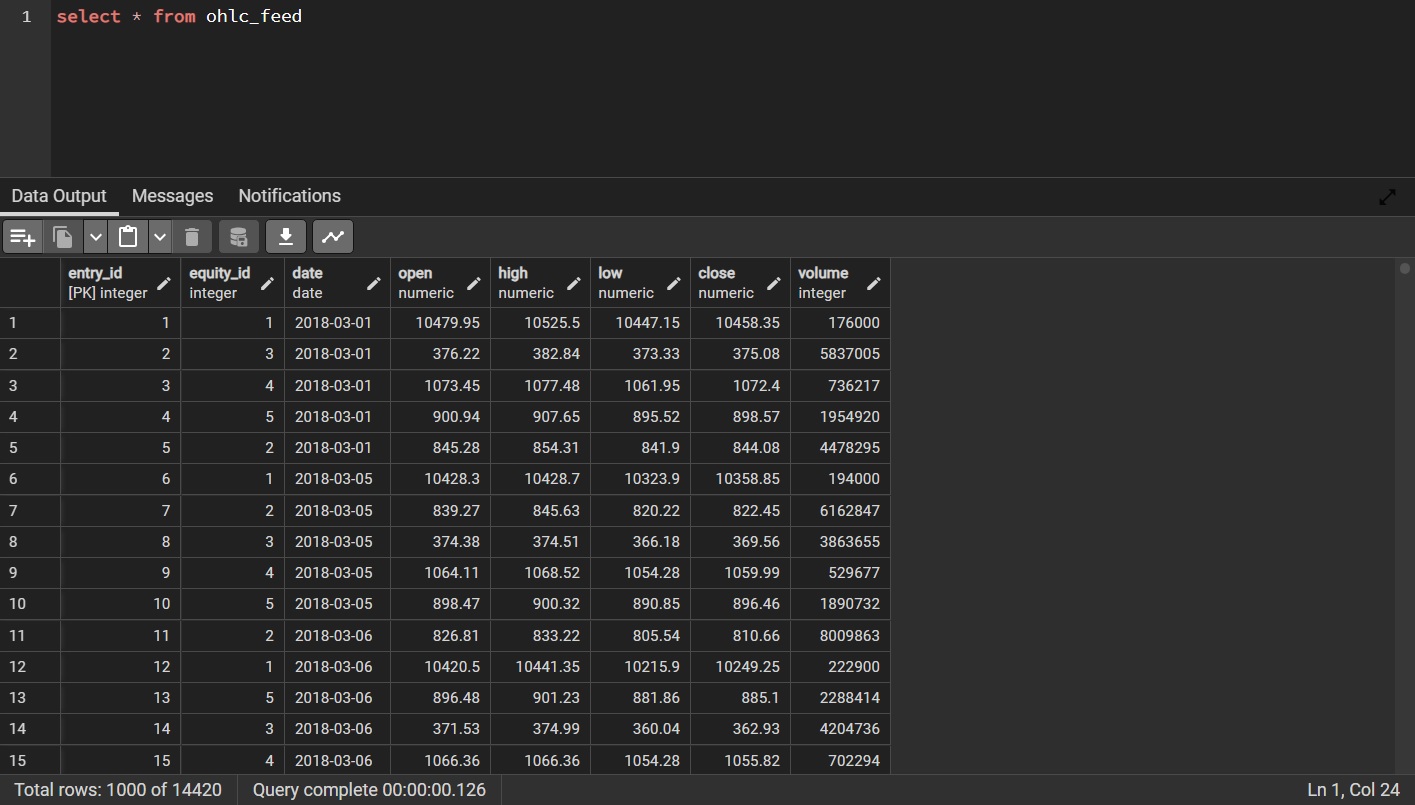 1 select * from ohlc_feed
Data Output Messages Notifications
entry_id equity_id date open high low close volume
[PK] integer integer date numeric numeric numeric numeric integer
1 1 1 2018-03-01 10479.95 10525.5 10447.15 10458.35 176000
2 2 3 2018-03-01 376.22 382.84 373.33 375.08 5837005
3 3 4 2018-03-01 1073.45 1077.48 1061.95 1072.4 736217
4 4 5 2018-03-01 900.94 907.65 895.52 898.57 1954920
5 5 2 2018-03-01 845.28 854.31 841.9 844.08 4478295
6 6 1 2018-03-05 10428.3 10428.7 10323.9 10358.85 194000
7 7 2 2018-03-05 839.27 845.63 820.22 822.45 6162847
8 8 3 2018-03-05 374.38 374.51 366.18 369.56 3863655
9 9 4 2018-03-05 1064.11 1068.52 1054.28 1059.99 529677
10 10 5 2018-03-05 898.47 900.32 890.85 896.46 1890732
11 11 2 2018-03-06 826.81 833.22 805.54 810.66 8009863
12 12 1 2018-03-06 10420.5 10441.35 10215.9 10249.25 222900
13 13 5 2018-03-06 896.48 901.23 881.86 885.1 2288414
14 14 3 2018-03-06 371.53 374.99 360.04 362.93 4204736
15 15 4 2018-03-06 1066.36 1066.36 1054.28 1055.82 702294
Total rows: 1000 of 14420 Query complete 00:00:00.126 Ln 1, Col 24